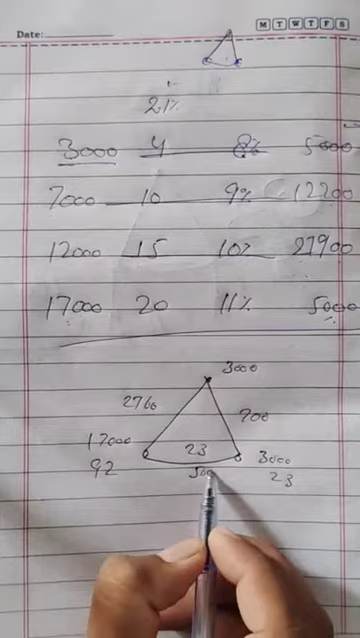 Date:
M T W T F S
21%
3000 4 8% 5000
7000 10 9% 12200
12000 15 10% 27900
17000 20 11% 5000
3000
2760 700
17000 23 3000
92 500 23